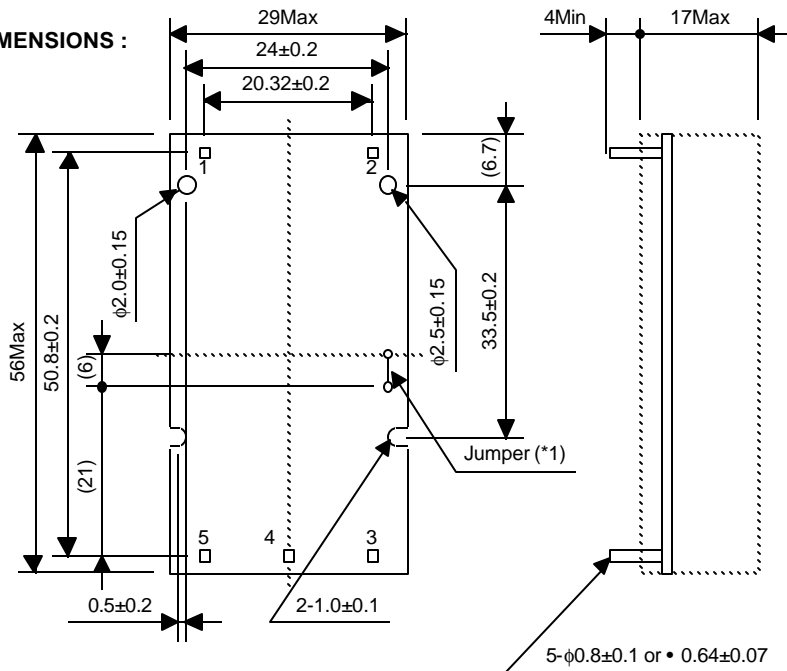 29Max
4Min
17Max
MENSIONS :
24±0.2
20.32±0.2
1
2
(6.7)
ϕ2.0±0.15
ϕ2.5±0.15
33.5±0.2
56Max
50.8±0.2
(6)
(21)
Jumper (*1)
5
4
3
0.5±0.2
2-1.0±0.1
5-ϕ0.8±0.1 or • 0.64±0.07